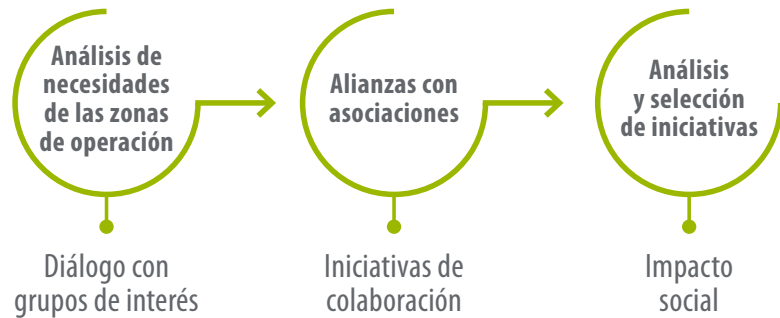 Análisis de
necesidades
de las zonas
de operación
Diálogo con
grupos de interés
Alianzas con
asociaciones
Iniciativas de
colaboración
Análisis
y selección
de iniciativas
Impacto
social